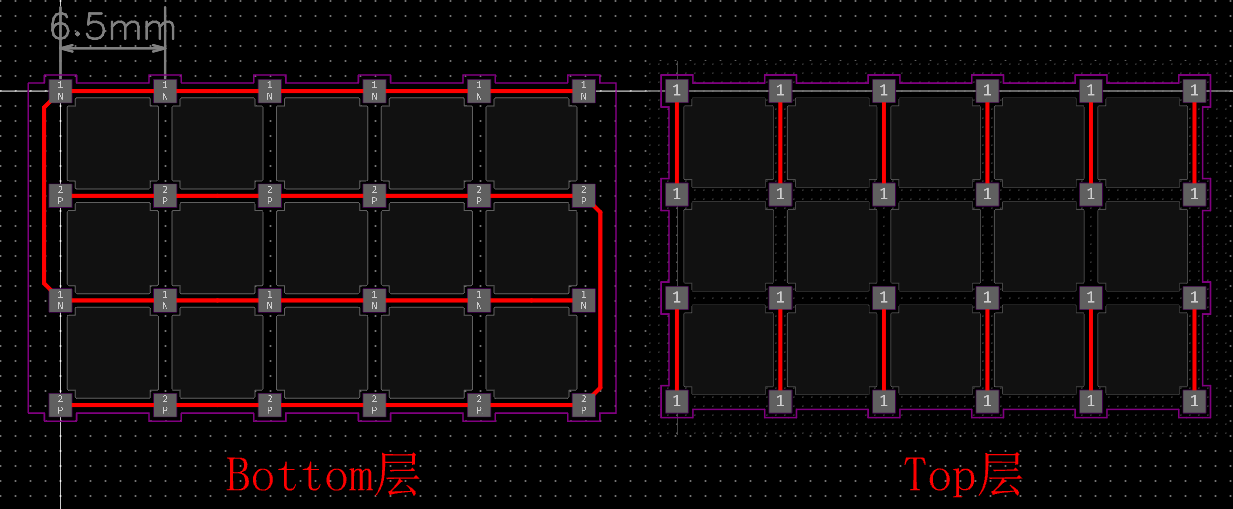 6.5mm
1 1 1 1 1 1
N N N N N N
2 2 2 2 2 2
P P P P P P
1 1 1 1 1 1
N N N N N N
2 2 2 2 2 2
P P P P P P
Bottom层
1 1 1 1 1 1
1 1 1 1 1 1
1 1 1 1 1 1
1 1 1 1 1 1
Top层